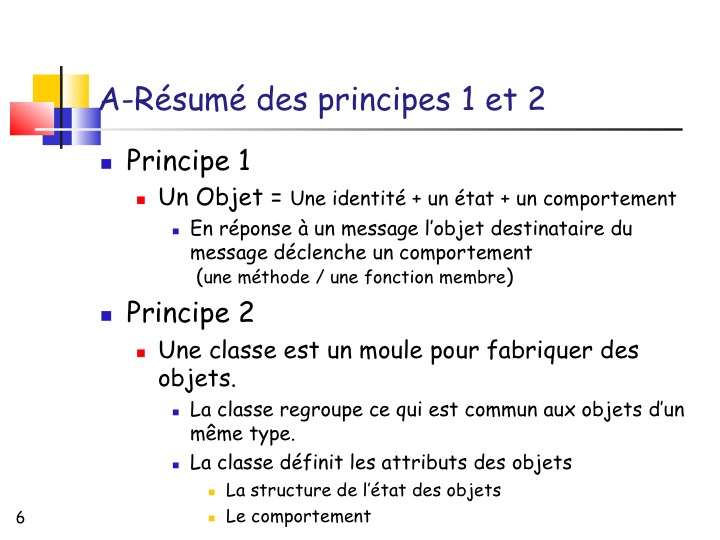 A-Résumé des principes 1 et 2
Principe 1
Un Objet = Une identité + un état + un comportement
En réponse à un message l’objet destinataire du
message déclenche un comportement
(une méthode / une fonction membre)
Principe 2
Une classe est un moule pour fabriquer des
objets.
La classe regroupe ce qui est commun aux objets d’un
même type.
La classe définit les attributs des objets
La structure de l’état des objets
Le comportement
6